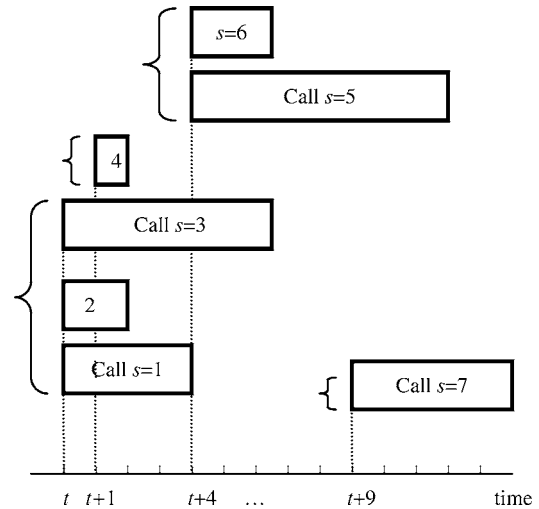 s=6
Call s=5
4
Call s=3
2
Call s=1
Call s=7
t t+1 t+4 ... t+9 time